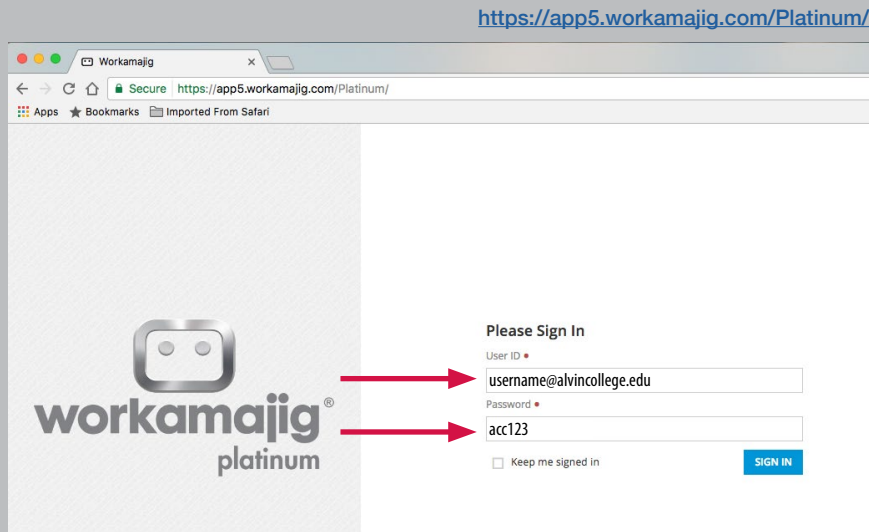 https://app5.workamajig.com/Platinum/
Workamajig
Secure https://app5.workamajig.com/Platinum/
Apps Bookmarks Imported From Safari
Please Sign In
User ID
username@alvincollege.edu
Password
acc123
Keep me signed in SIGN IN
workamajig®
platinum